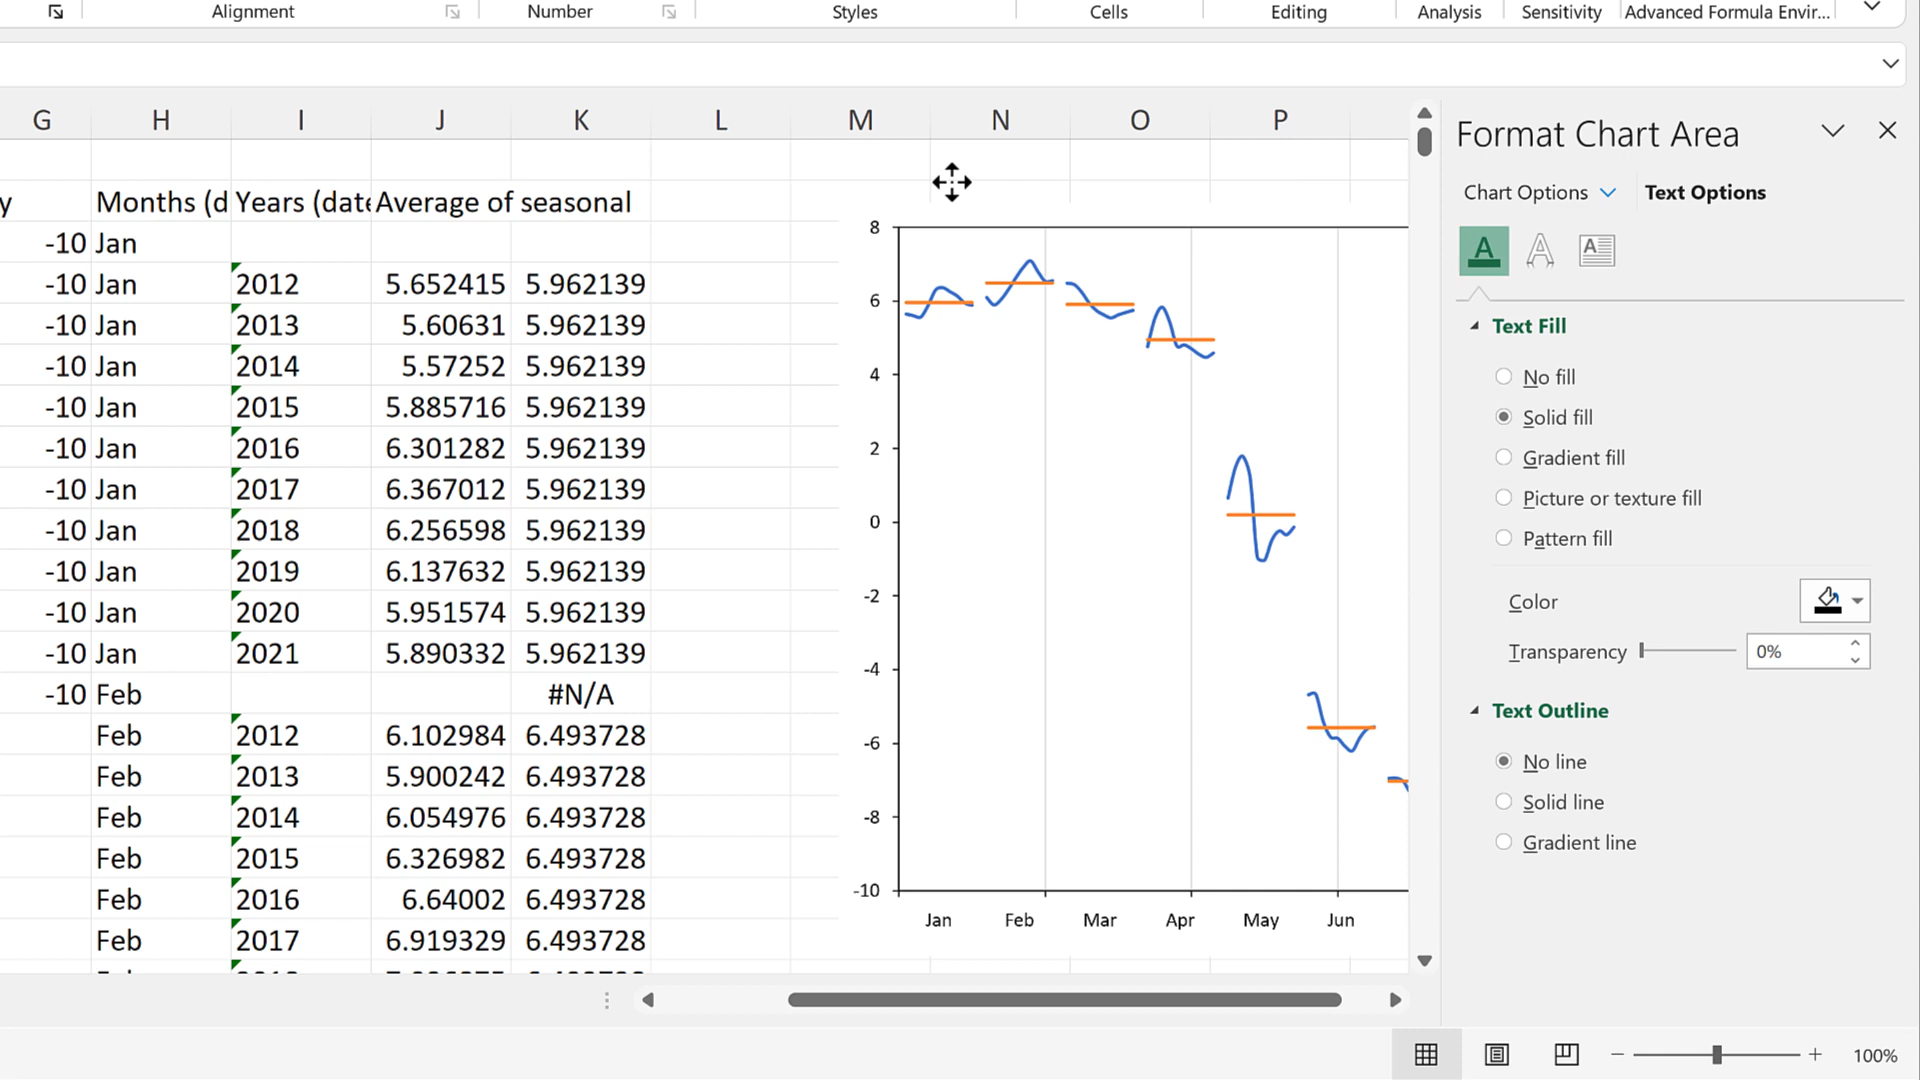 Alignment Number Styles Cells Editing Analysis Sensitivity Advanced Formula Envir...
G H I J K L M N O P
Format Chart Area
Chart Options Text Options
y Months (d Years (date Average of seasonal
-10 Jan
-10 Jan 2012 5.652415 5.962139
-10 Jan 2013 5.60631 5.962139
-10 Jan 2014 5.57252 5.962139
-10 Jan 2015 5.885716 5.962139
-10 Jan 2016 6.301282 5.962139
-10 Jan 2017 6.367012 5.962139
-10 Jan 2018 6.256598 5.962139
-10 Jan 2019 6.137632 5.962139
-10 Jan 2020 5.951574 5.962139
-10 Jan 2021 5.890332 5.962139
-10 Feb #N/A
Feb 2012 6.102984 6.493728
Feb 2013 5.900242 6.493728
Feb 2014 6.054976 6.493728
Feb 2015 6.326982 6.493728
Feb 2016 6.64002 6.493728
Feb 2017 6.919329 6.493728
8
6
4
2
0
-2
-4
-6
-8
-10
Jan Feb Mar Apr May Jun
Text Fill
No fill
Solid fill
Gradient fill
Picture or texture fill
Pattern fill
Color
Transparency 0%
Text Outline
No line
Solid line
Gradient line
100%